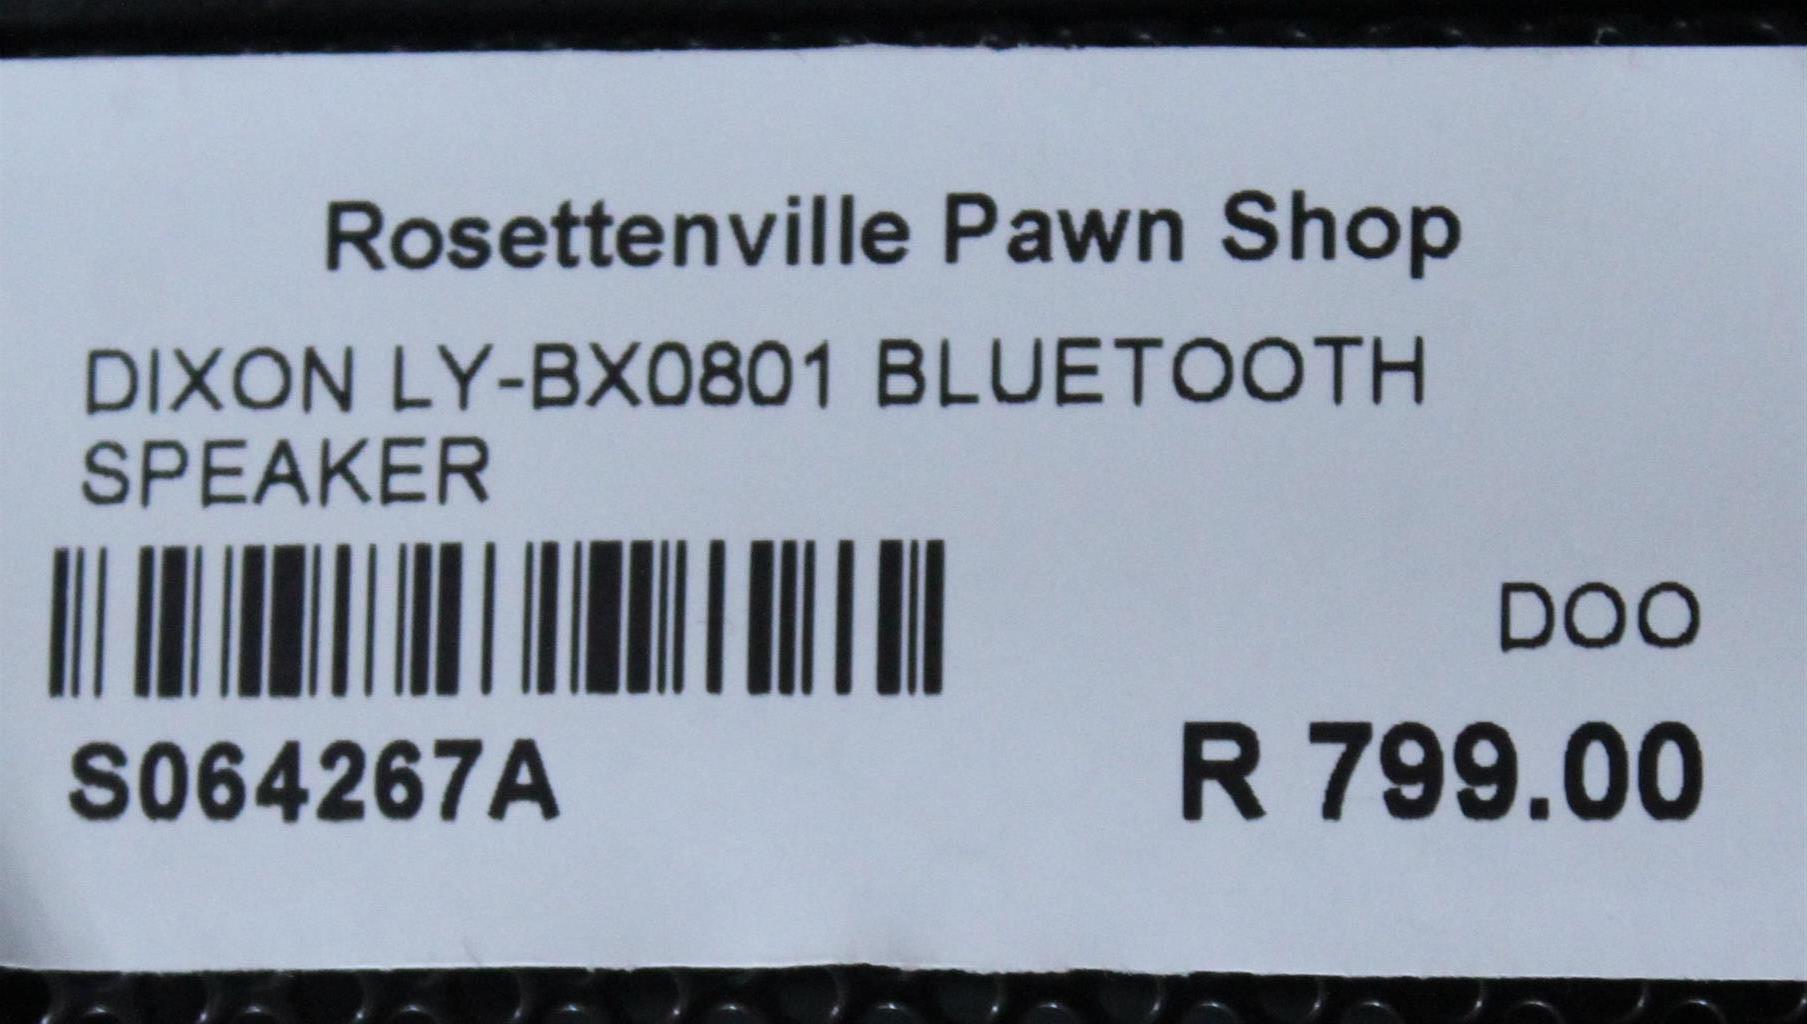 Rosettenville Pawn Shop
DIXON LY-BX0801 BLUETOOTH
SPEAKER
DOO
S064267A
R 799.00